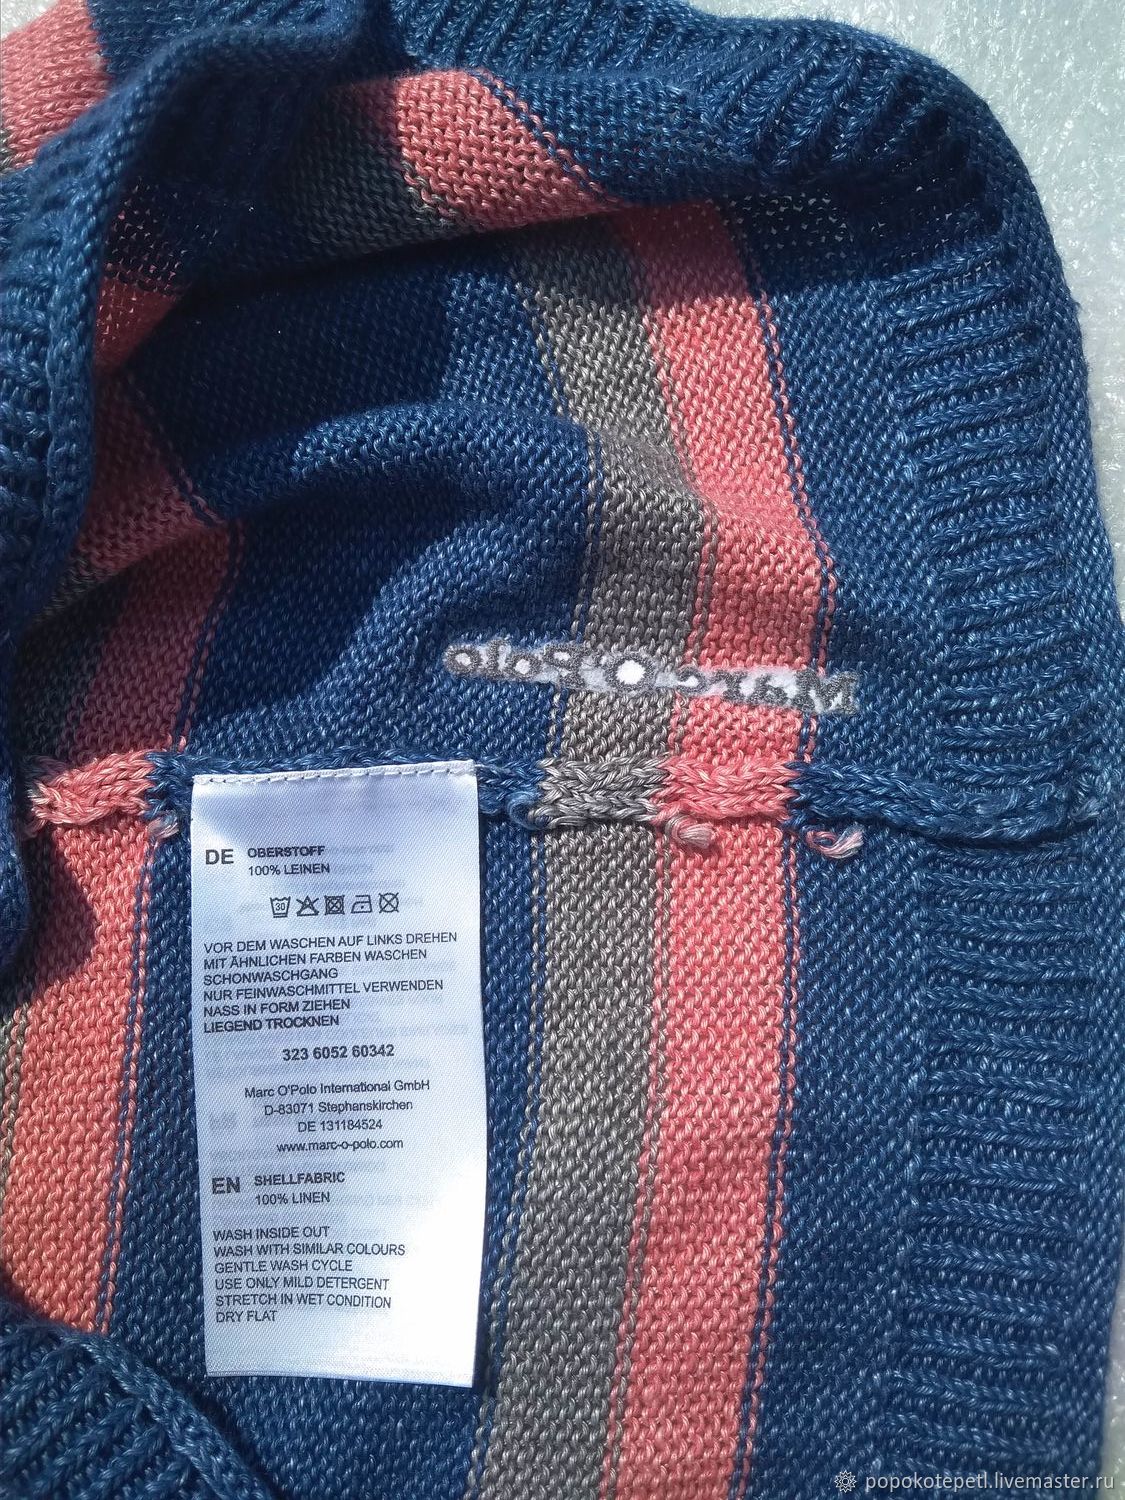 Marc O'Polo
DE OBERSTOFF
100% LEINEN
30
VOR DEM WASCHEN AUF LINKS DREHEN
MIT ÄHNLICHEN FARBEN WASCHEN
SCHONWASCHGANG
NUR FEINWASCHMITTEL VERWENDEN
NASS IN FORM ZIEHEN
LIEGEND TROCKNEN
323 6052 60342
Marc O'Polo International GmbH
D-83071 Stephanskirchen
DE 131184524
www.marc-o-polo.com
EN SHELLFABRIC
100% LINEN
WASH INSIDE OUT
WASH WITH SIMILAR COLOURS
GENTLE WASH CYCLE
USE ONLY MILD DETERGENT
STRETCH IN WET CONDITION
DRY FLAT
popokotepetl.livemaster.ru